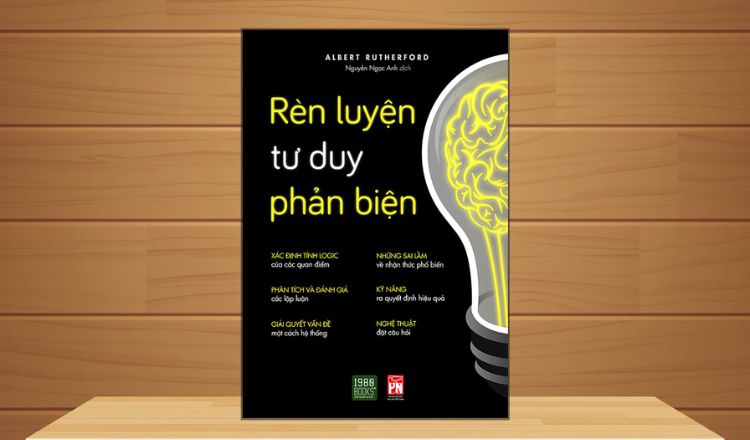 ALBERT RUTHERFORD
Nguyễn Ngọc Anh dịch
Rèn luyện
tư duy
phản biện
XÁC ĐỊNH TÍNH LOGIC
của các quan điểm
NHỮNG SAI LẦM
về nhận thức phổ biến
PHÂN TÍCH VÀ ĐÁNH GIÁ
các lập luận
KỸ NĂNG
ra quyết định hiệu quả
GIẢI QUYẾT VẤN ĐỀ
một cách hệ thống
NGHỆ THUẬT
đặt câu hỏi
1980
BOOKS
PN